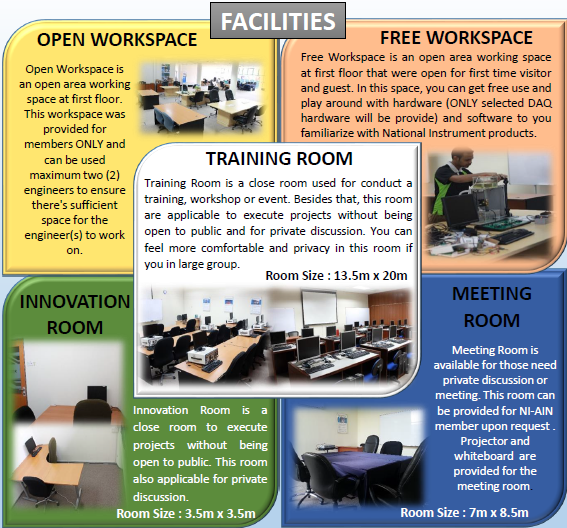 FACILITIES
OPEN WORKSPACE
Open Workspace is
an open area working
space at first floor.
This workspace was
provided for
members ONLY and
can be used
maximum two (2)
engineers to ensure
there's sufficient
space for the
engineer(s) to work
on.
FREE WORKSPACE
Free Workspace is an open area working space
at first floor that were open for first time visitor
and guest. In this space, you can get free use and
play around with hardware (ONLY selected DAQ
hardware will be provide) and software to you
familiarize with National Instrument products.
TRAINING ROOM
Training Room is a close room used for conduct a
training, workshop or event. Besides that, this room
are applicable to execute projects without being
open to public and for private discussion. You can
feel more comfortable and privacy in this room if
you in large group.
Room Size : 13.5m x 20m
INNOVATION
ROOM
Innovation Room is a
close room to execute
projects without being
open to public. This room
also applicable for private
discussion.
Room Size : 3.5m x 3.5m
MEETING
ROOM
Meeting Room is
available for those need
private discussion or
meeting. This room can
be provided for NI-AIN
member upon request .
Projector and
whiteboard are
provided for the
meeting room
Room Size : 7m x 8.5m